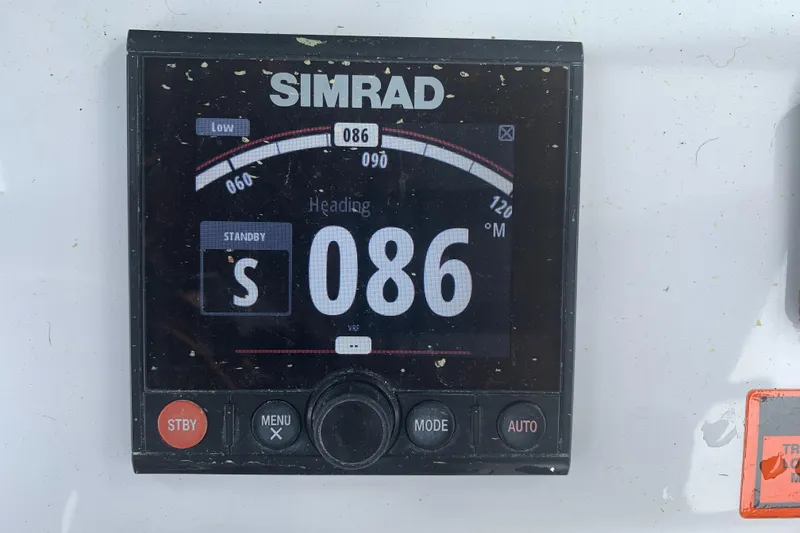 SIMRAD
Low
086
060
090
120
Heading
°M
STANDBY
S
086
VRF
--
STBY
MENU
X
MODE
AUTO